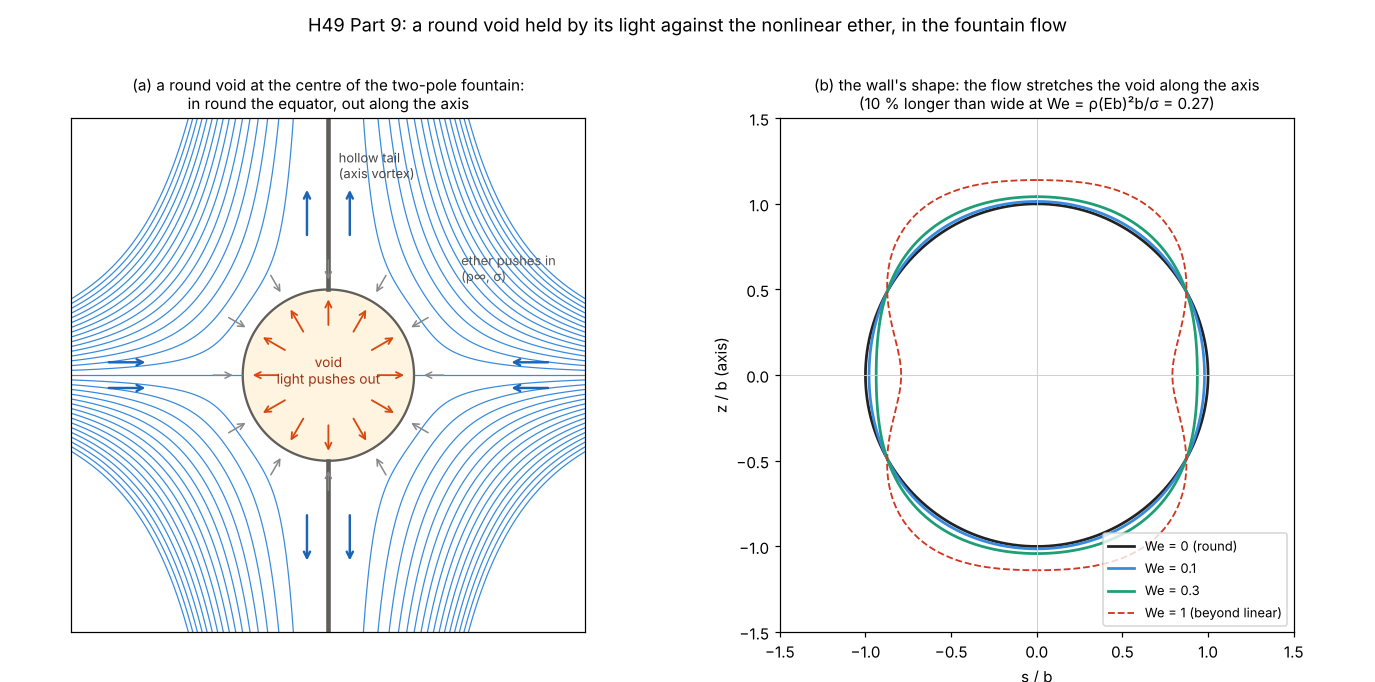 H49 Part 9: a round void held by its light against the nonlinear ether, in the fountain flow
(a) a round void at the centre of the two-pole fountain:
in round the equator, out along the axis
hollow tail
(axis vortex)
ether pushes in
(p∞, σ)
void
light pushes out
(b) the wall's shape: the flow stretches the void along the axis
(10 % longer than wide at We = ρ(Eb)²b/σ = 0.27)
z / b (axis)
1.5
1.0
0.5
0.0
−0.5
−1.0
−1.5
We = 0 (round)
We = 0.1
We = 0.3
We = 1 (beyond linear)
−1.5
−1.0
−0.5
0.0
0.5
1.0
1.5
s / b